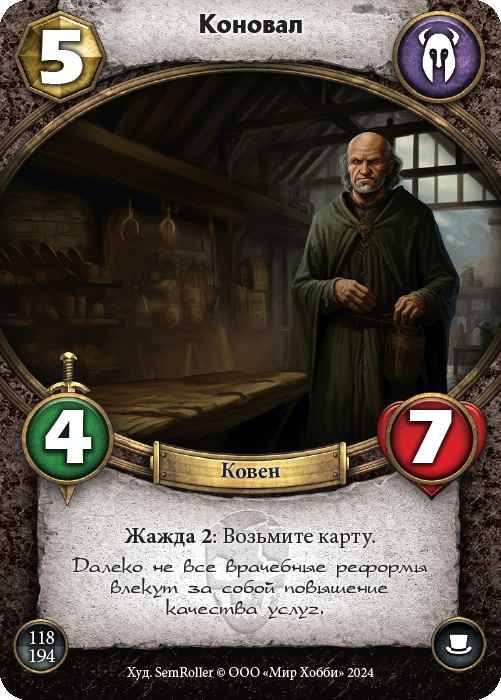 Коновал
5
4
7
Ковен
Жажда 2: Возьмите карту.
Далеко не все врачебные реформы
влекут за собой повышение
качества услуг.
118
194
Худ. SemRoller © ООО «Мир Хобби» 2024